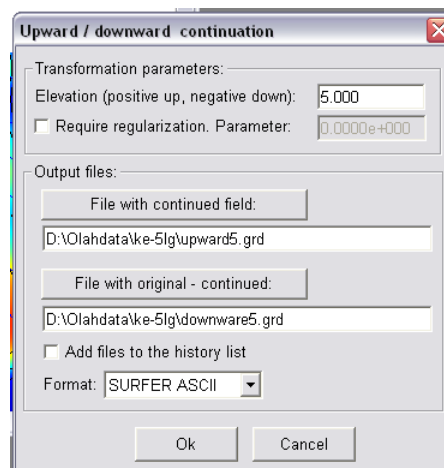 Upward / downward continuation
Transformation parameters:
Elevation (positive up, negative down): 5.000
Require regularization. Parameter: 0.0000e+000
Output files:
File with continued field:
D:\Olahdata\ke-5lg\upward5.grd
File with original - continued:
D:\Olahdata\ke-5lg\downware5.grd
Add files to the history list
Format: SURFER ASCII
Ok Cancel